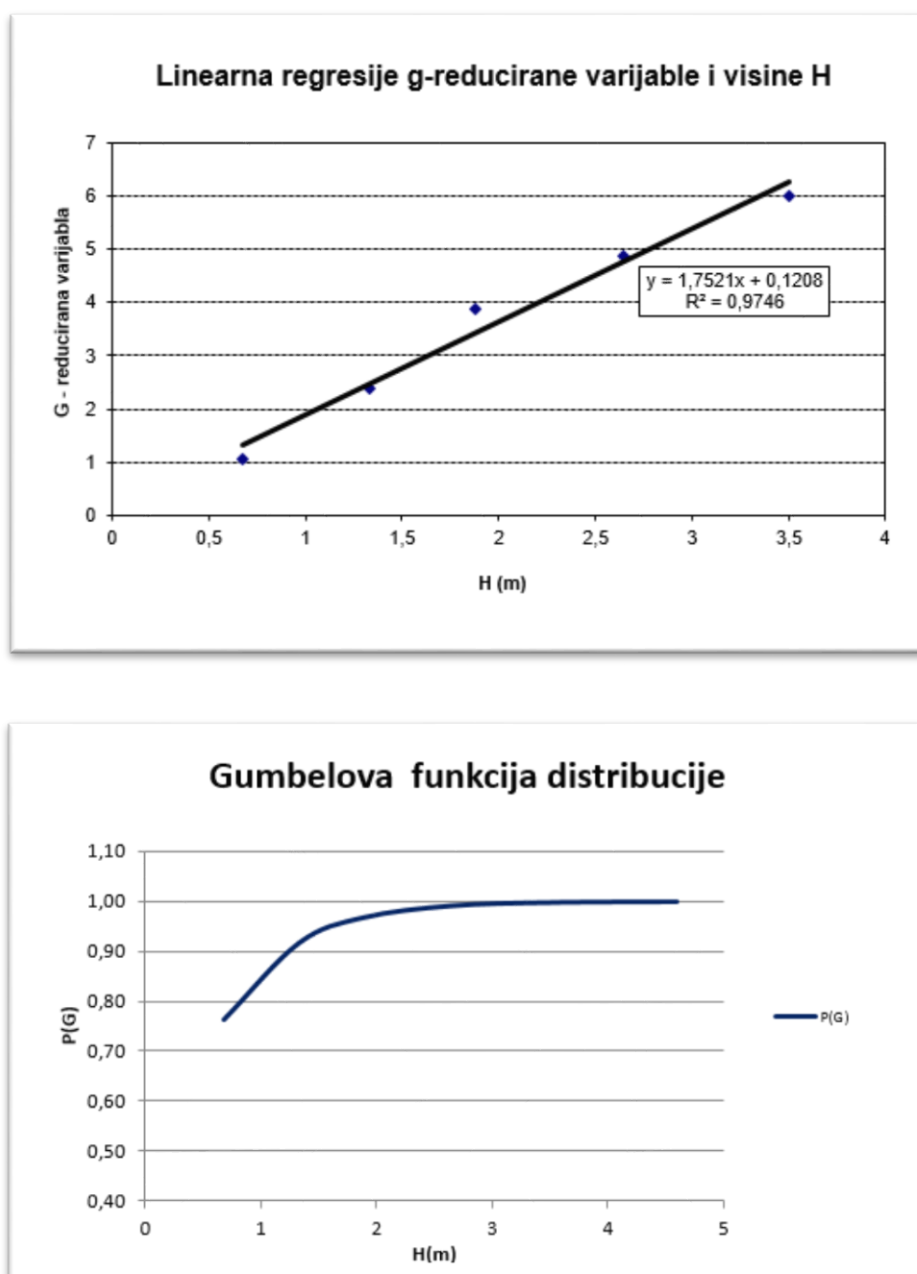 Linearna regresije g-reducirane varijable i visine H
7
6
5
4
3
2
1
0
G - reducirana varijabla
y = 1,7521x + 0,1208
R² = 0,9746
0 0,5 1 1,5 2 2,5 3 3,5 4
H (m)
Gumbelova funkcija distribucije
1,10
1,00
0,90
0,80
0,70
0,60
0,50
0,40
P(G)
P(G)
0 1 2 3 4 5
H(m)